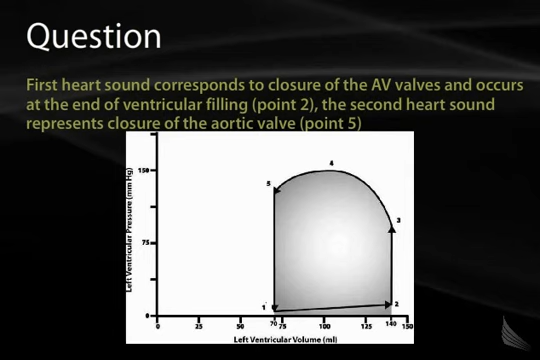 Question
First heart sound corresponds to closure of the AV valves and occurs
at the end of ventricular filling (point 2), the second heart sound
represents closure of the aortic valve (point 5)
Left Ventricular Pressure (mm Hg)
150
75
0
5
4
3
1
2
0
25
50
70
75
100
125
140
150
Left Ventricular Volume (ml)